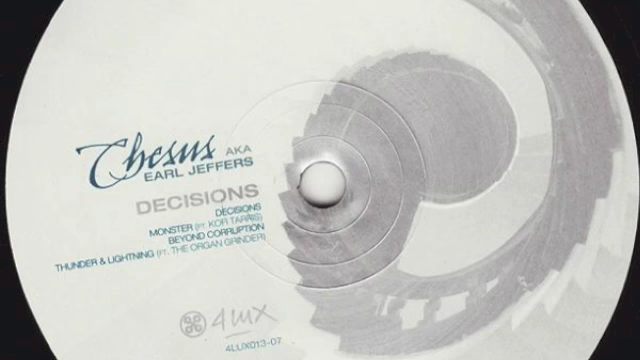 Thesus AKA
EARL JEFFERS
DECISIONS
DECISIONS
MONSTER (FT. KOR TARRIS)
BEYOND CORRUPTION
THUNDER & LIGHTNING (FT. THE ORGAN GRINDER)
4LUX
4LUX013-07